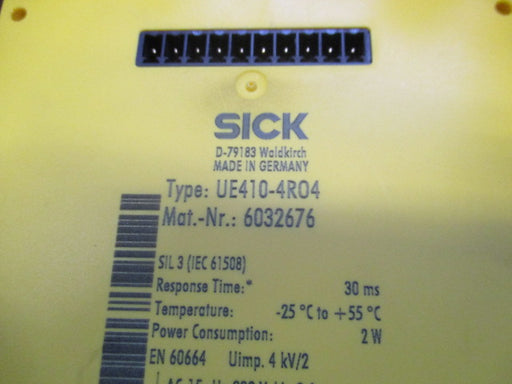 SICK
D-79183 Waldkirch
MADE IN GERMANY
Type: UE410-4RO4
Mat.-Nr.: 6032676
SIL 3 (IEC 61508)
Response Time:* 30 ms
Temperature: -25 °C to +55 °C
Power Consumption: 2 W
EN 60664 Uimp. 4 kV/2